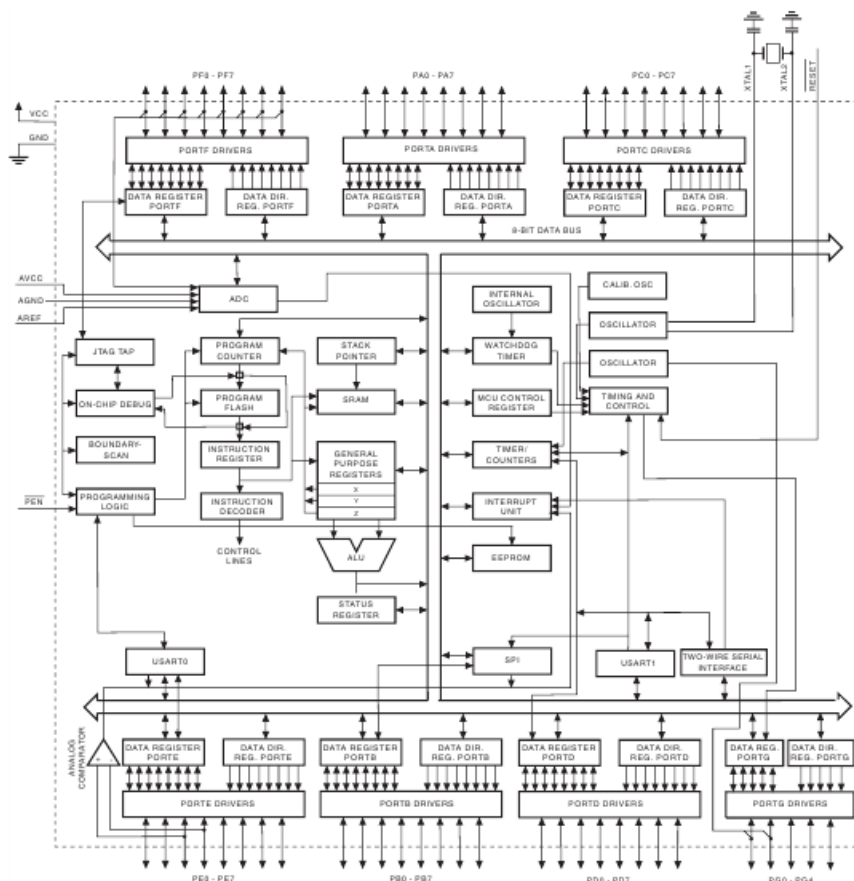 XTAL1
XTAL2
RESET
PF0 - PF7
PA0 - PA7
PC0 - PC7
VCC
GND
PORTF DRIVERS
PORTA DRIVERS
PORTC DRIVERS
DATA REGISTER
PORTF
DATA DIR.
REG. PORTF
DATA REGISTER
PORTA
DATA DIR.
REG. PORTA
DATA REGISTER
PORTC
DATA DIR.
REG. PORTC
8-BIT DATA BUS
AVCC
AGND
AREF
ADC
INTERNAL
OSCILLATOR
CALIB. OSC
OSCILLATOR
OSCILLATOR
JTAG TAP
PROGRAM
COUNTER
STACK
POINTER
WATCHDOG
TIMER
ON-CHIP DEBUG
PROGRAM
FLASH
SRAM
MCU CONTROL
REGISTER
TIMING AND
CONTROL
BOUNDARY-
SCAN
INSTRUCTION
REGISTER
GENERAL
PURPOSE
REGISTERS
X
Y
Z
TIMER/
COUNTERS
PEN
PROGRAMMING
LOGIC
INSTRUCTION
DECODER
INTERRUPT
UNIT
CONTROL
LINES
ALU
EEPROM
STATUS
REGISTER
USART0
SPI
USART1
TWO-WIRE SERIAL
INTERFACE
ANALOG
COMPARATOR
+
-
DATA REGISTER
PORTE
DATA DIR.
REG. PORTE
DATA REGISTER
PORTB
DATA DIR.
REG. PORTB
DATA REGISTER
PORTD
DATA DIR.
REG. PORTD
DATA REG.
PORTG
DATA DIR.
REG. PORTG
PORTE DRIVERS
PORTB DRIVERS
PORTD DRIVERS
PORTG DRIVERS
PE0 - PE7
PB0 - PB7
PD0 - PD7
PG0 - PG4